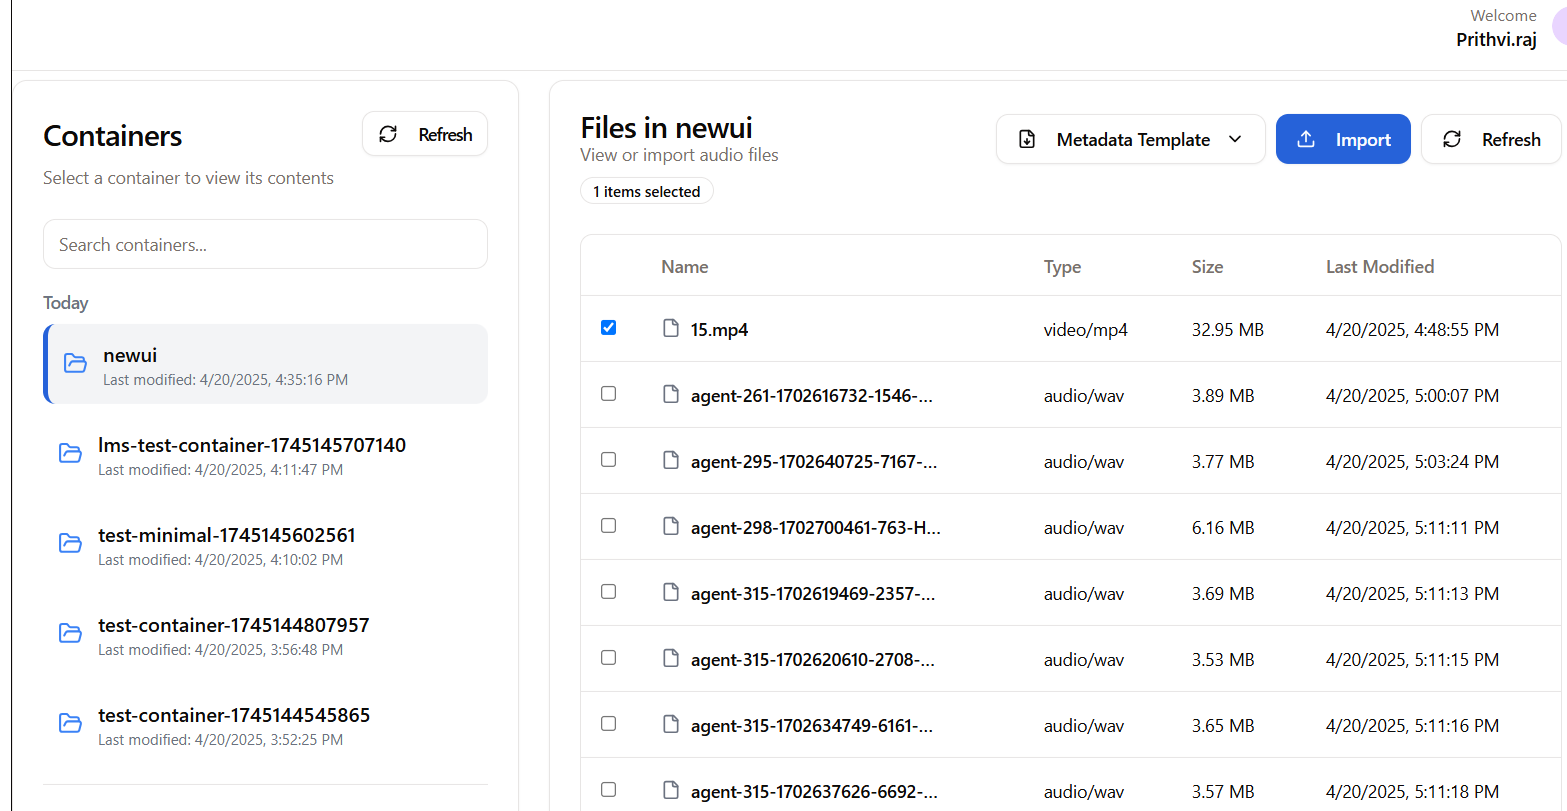 Welcome
Prithvi.raj
Containers
Refresh
Select a container to view its contents
Search containers...
Today
newui
Last modified: 4/20/2025, 4:35:16 PM
lms-test-container-1745145707140
Last modified: 4/20/2025, 4:11:47 PM
test-minimal-1745145602561
Last modified: 4/20/2025, 4:10:02 PM
test-container-1745144807957
Last modified: 4/20/2025, 3:56:48 PM
test-container-1745144545865
Last modified: 4/20/2025, 3:52:25 PM
Files in newui
View or import audio files
1 items selected
Metadata Template
Import
Refresh
Name Type Size Last Modified
15.mp4 video/mp4 32.95 MB 4/20/2025, 4:48:55 PM
agent-261-1702616732-1546-... audio/wav 3.89 MB 4/20/2025, 5:00:07 PM
agent-295-1702640725-7167-... audio/wav 3.77 MB 4/20/2025, 5:03:24 PM
agent-298-1702700461-763-H... audio/wav 6.16 MB 4/20/2025, 5:11:11 PM
agent-315-1702619469-2357-... audio/wav 3.69 MB 4/20/2025, 5:11:13 PM
agent-315-1702620610-2708-... audio/wav 3.53 MB 4/20/2025, 5:11:15 PM
agent-315-1702634749-6161-... audio/wav 3.65 MB 4/20/2025, 5:11:16 PM
agent-315-1702637626-6692-... audio/wav 3.57 MB 4/20/2025, 5:11:18 PM